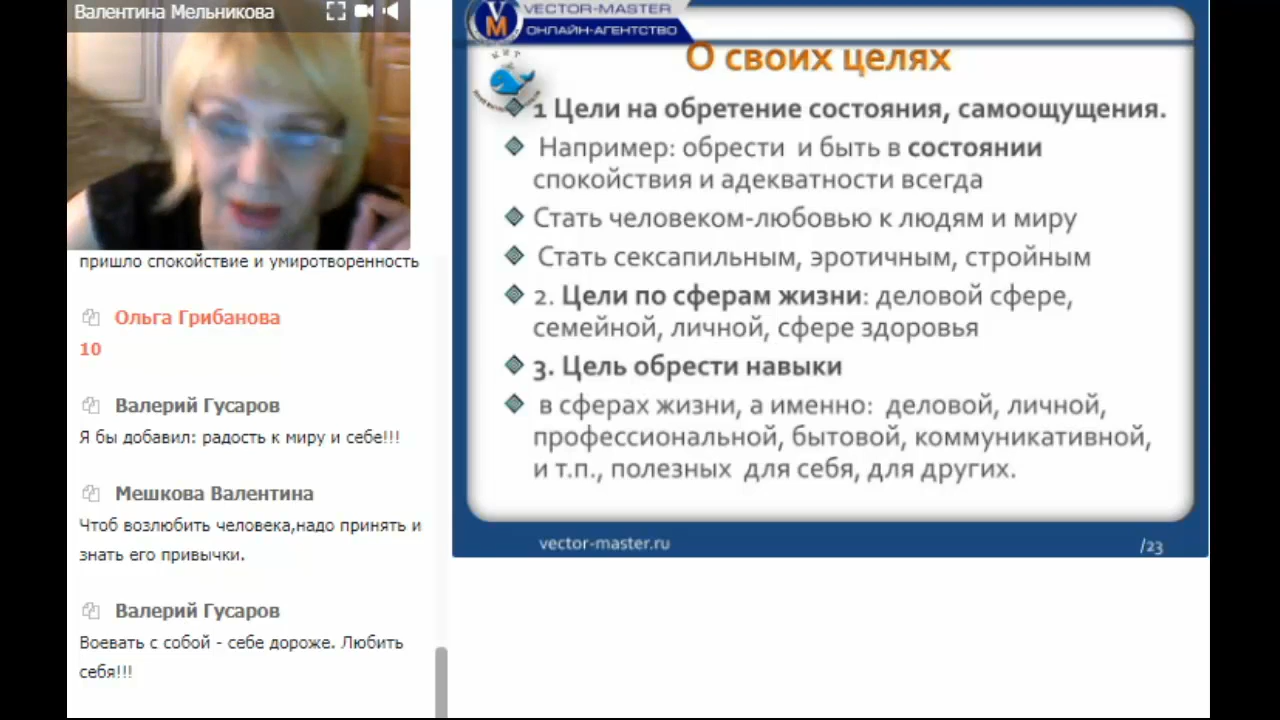 Валентина Мельникова
пришло спокойствие и умиротворенность
Ольга Грибанова
10
Валерий Гусаров
Я бы добавил: радость к миру и себе!!!
Мешкова Валентина
Чтоб возлюбить человека,надо принять и
знать его привычки.
Валерий Гусаров
Воевать с собой - себе дороже. Любить
себя!!!
VM
VECTOR-MASTER
ОНЛАЙН-АГЕНТСТВО
КИТ
О своих целях
1 Цели на обретение состояния, самоощущения.
Например: обрести и быть в состоянии
спокойствия и адекватности всегда
Стать человеком-любовью к людям и миру
Стать сексапильным, эротичным, стройным
2. Цели по сферам жизни: деловой сфере,
семейной, личной, сфере здоровья
3. Цель обрести навыки
в сферах жизни, а именно: деловой, личной,
профессиональной, бытовой, коммуникативной,
и т.п., полезных для себя, для других.
vector-master.ru
/23